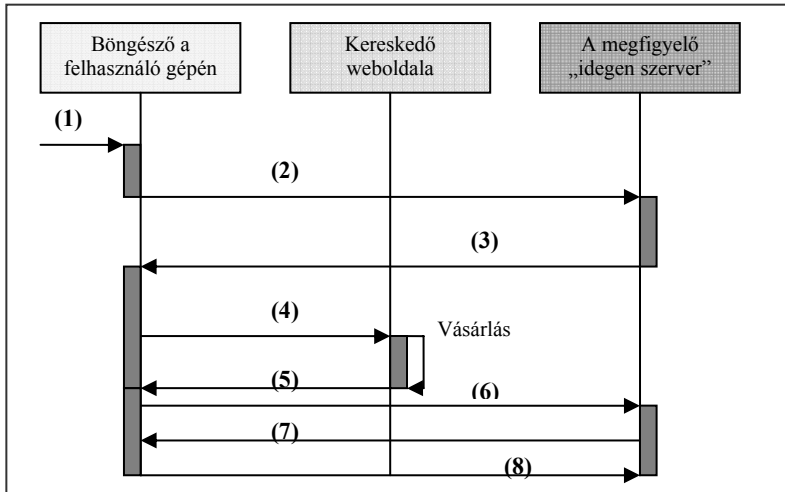 Böngésző a
felhasználó gépén
Kereskedő
weboldala
A megfigyelő
„idegen szerver”
(1)
(2)
(3)
(4)
Vásárlás
(5)
(6)
(7)
(8)